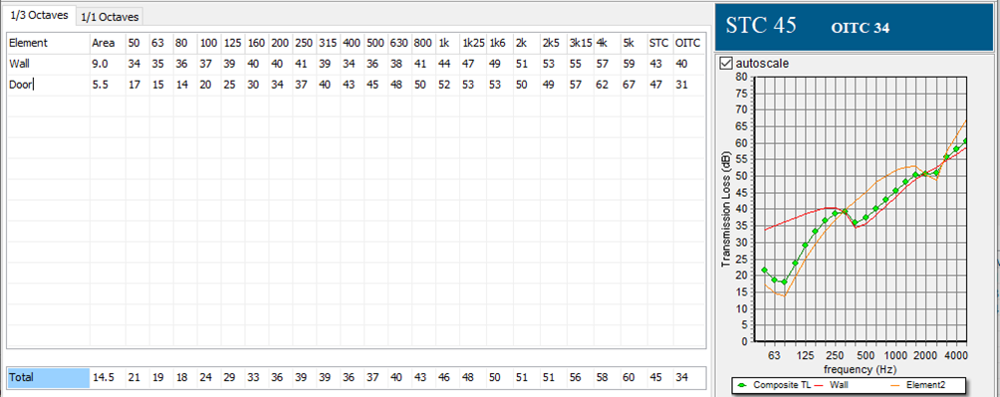 1/3 Octaves 1/1 Octaves
Element Area 50 63 80 100 125 160 200 250 315 400 500 630 800 1k 1k25 1k6 2k 2k5 3k15 4k 5k STC OITC
Wall 9.0 34 35 36 37 39 40 40 41 39 34 36 38 41 44 47 49 51 53 55 57 59 43 40
Door 5.5 17 15 14 20 25 30 34 37 40 43 45 48 50 52 53 53 50 49 57 62 67 47 31
Total 14.5 21 19 18 24 29 33 36 39 39 36 37 40 43 46 48 50 51 51 56 58 60 45 34
STC 45 OITC 34
autoscale
Transmission Loss (dB)
80
75
70
65
60
55
50
45
40
35
30
25
20
15
10
5
0
63 125 250 500 1000 2000 4000
frequency (Hz)
Composite TL Wall Element2